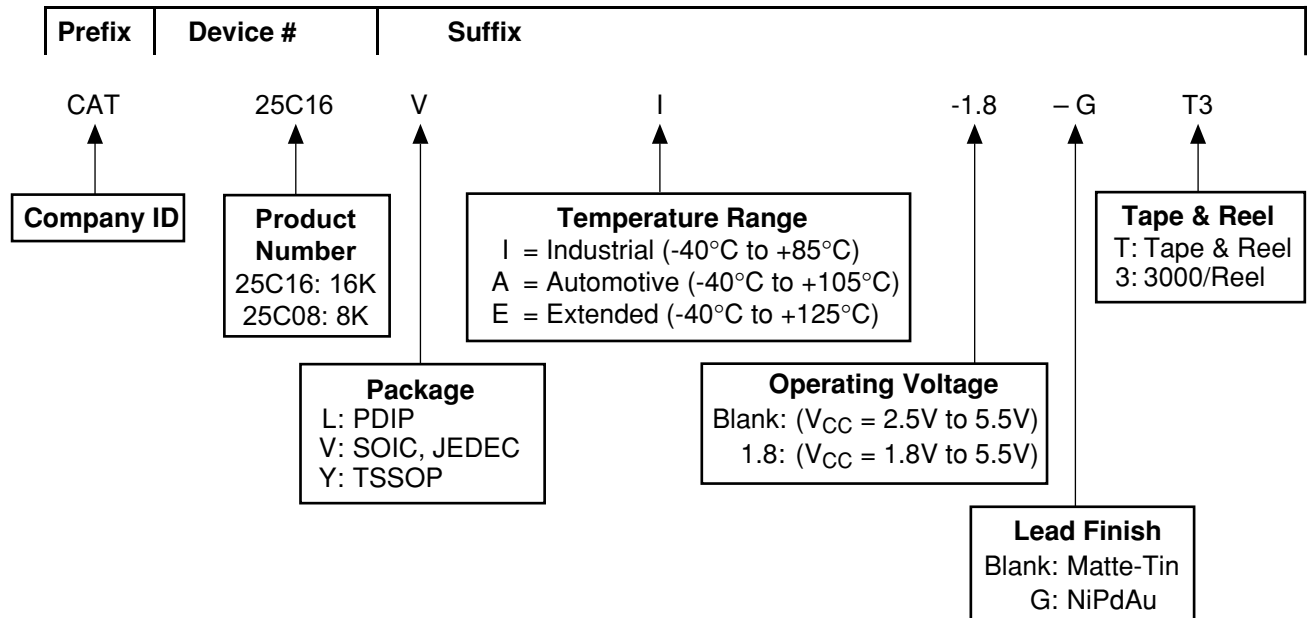 Prefix Device # Suffix
CAT 25C16 V I -1.8 – G T3
Company ID
Product
Number
25C16: 16K
25C08: 8K
Temperature Range
I = Industrial (-40°C to +85°C)
A = Automotive (-40°C to +105°C)
E = Extended (-40°C to +125°C)
Tape & Reel
T: Tape & Reel
3: 3000/Reel
Package
L: PDIP
V: SOIC, JEDEC
Y: TSSOP
Operating Voltage
Blank: (VCC = 2.5V to 5.5V)
1.8: (VCC = 1.8V to 5.5V)
Lead Finish
Blank: Matte-Tin
G: NiPdAu